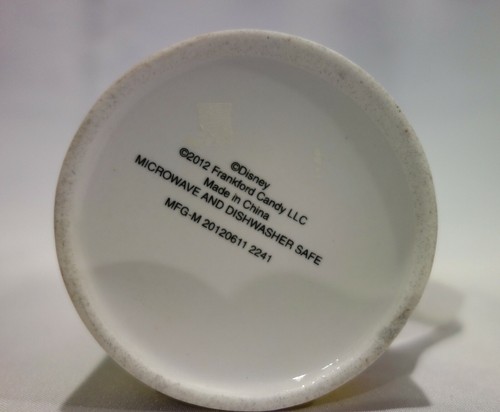 ©Disney
©2012 Frankford Candy LLC
Made in China
MICROWAVE AND DISHWASHER SAFE
MFG-M 20120611 2241